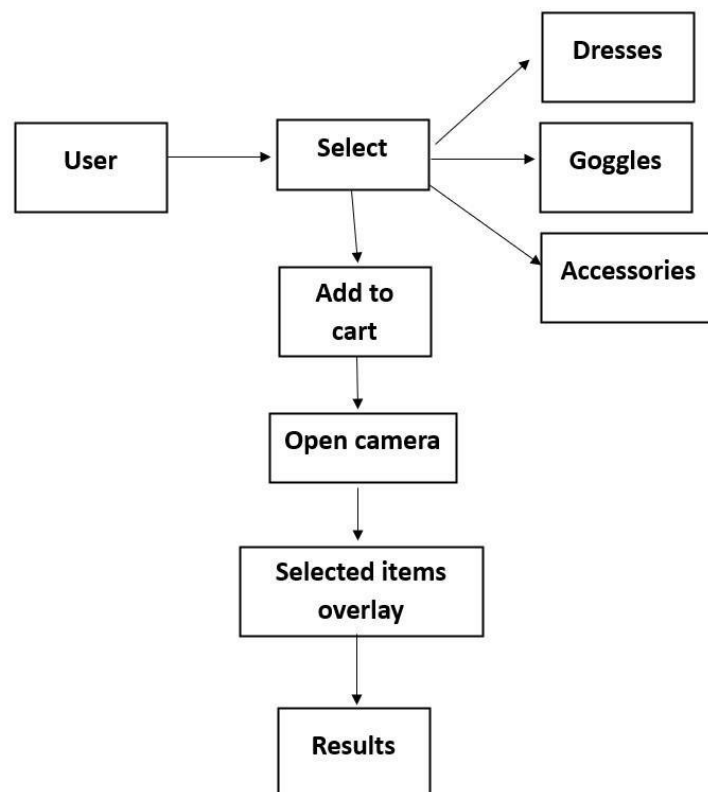 Dresses
User
Select
Goggles
Accessories
Add to
cart
Open camera
Selected items
overlay
Results